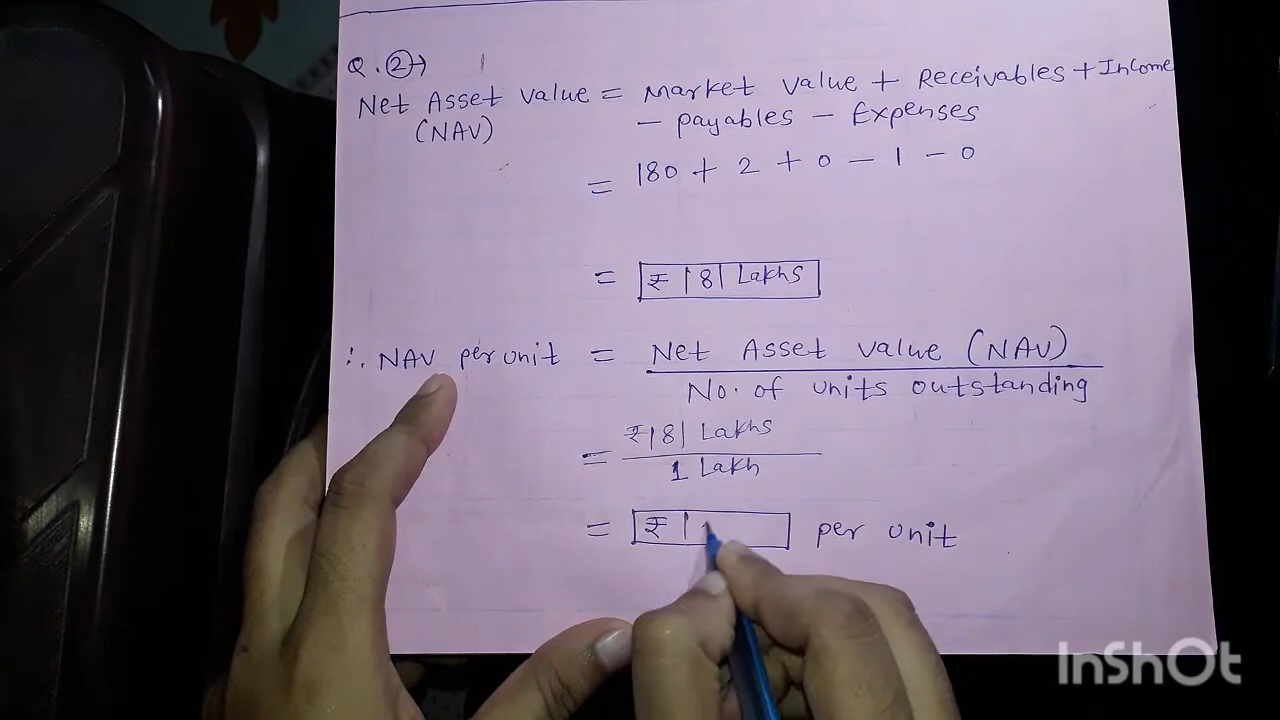 Q. ②→
Net Asset Value = Market Value + Receivables + Income
(NAV) - Payables - Expenses
= 180 + 2 + 0 - 1 - 0
= ₹ 181 Lakhs
∴ NAV per unit = Net Asset Value (NAV)
No. of units outstanding
= ₹181 Lakhs
1 Lakh
= ₹ 1 per unit
InShOt